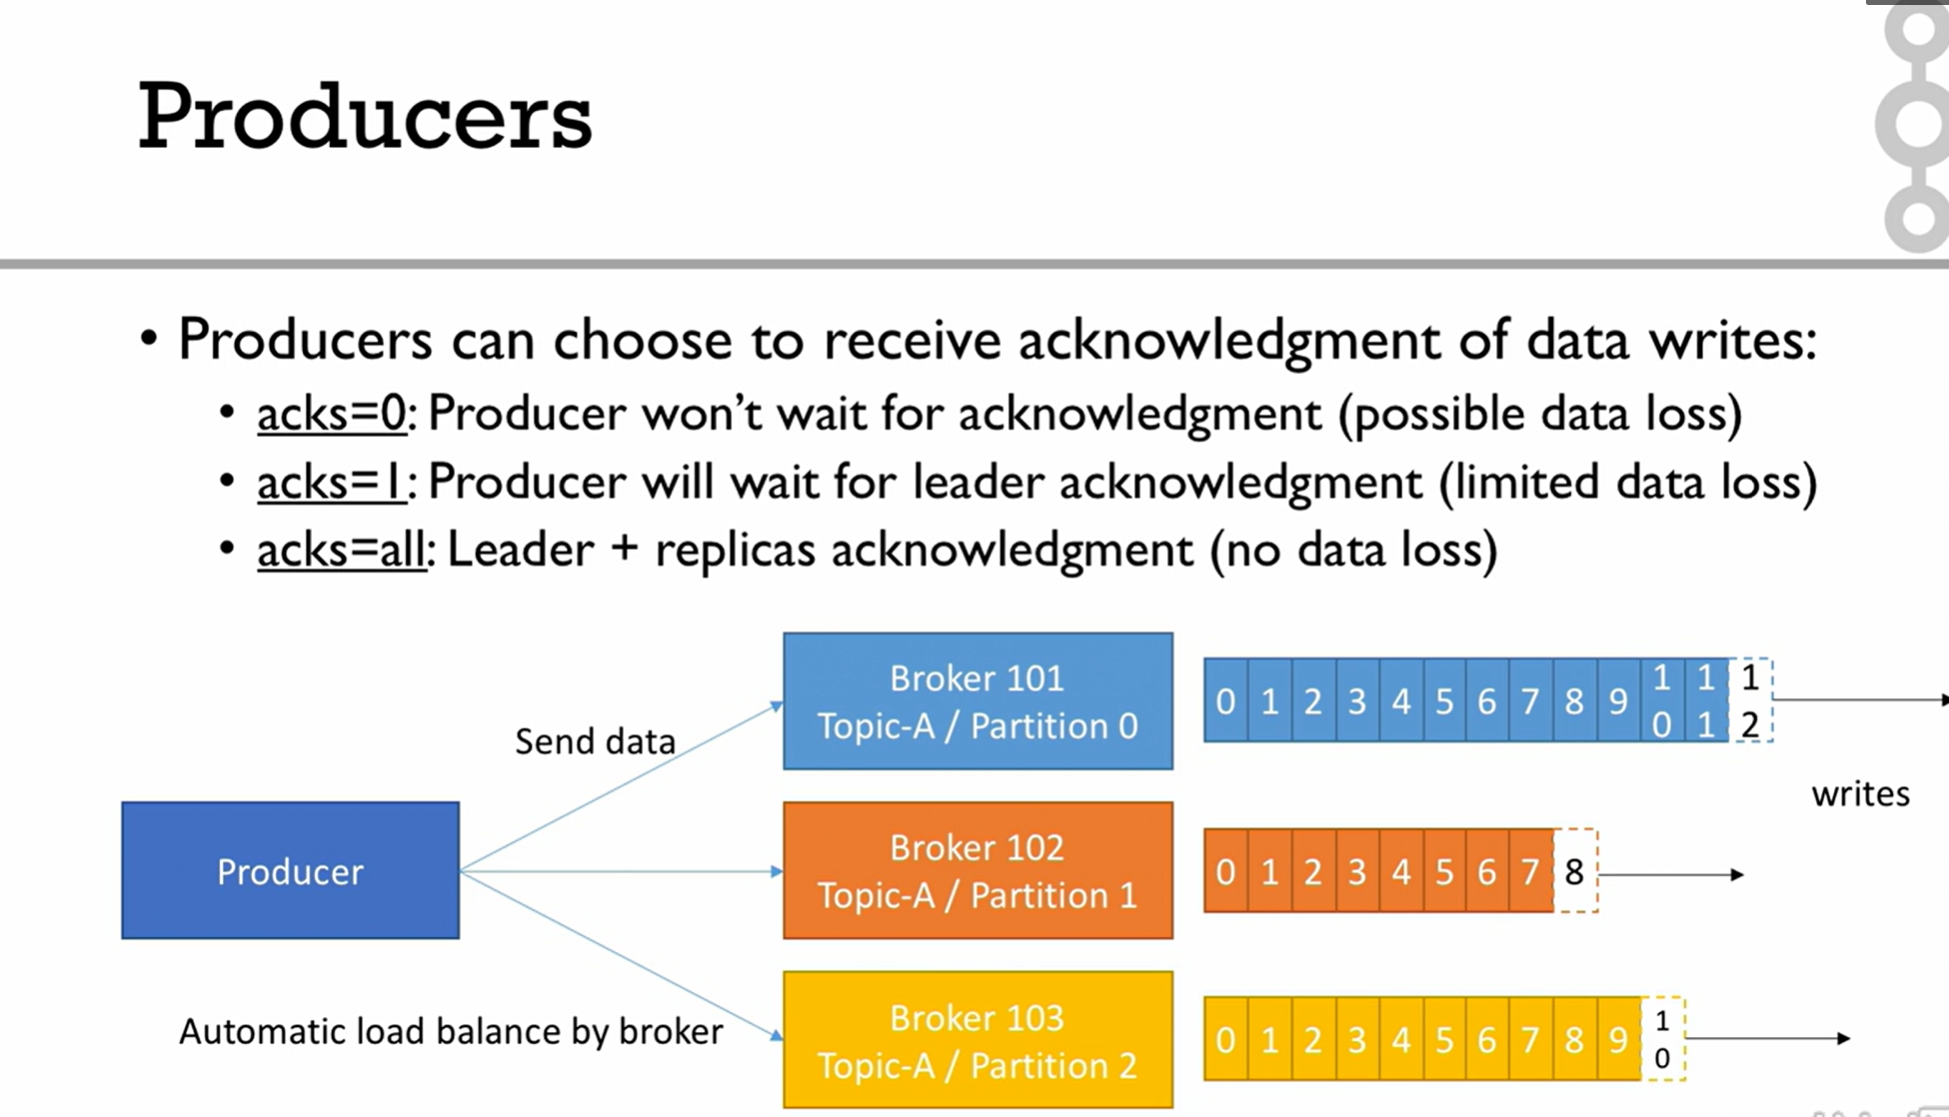 Producers
• Producers can choose to receive acknowledgment of data writes:
• acks=0: Producer won't wait for acknowledgment (possible data loss)
• acks=1: Producer will wait for leader acknowledgment (limited data loss)
• acks=all: Leader + replicas acknowledgment (no data loss)
Send data
Producer
Automatic load balance by broker
Broker 101
Topic-A / Partition 0
0 1 2 3 4 5 6 7 8 9 10 11 12
writes
Broker 102
Topic-A / Partition 1
0 1 2 3 4 5 6 7 8
Broker 103
Topic-A / Partition 2
0 1 2 3 4 5 6 7 8 9 10